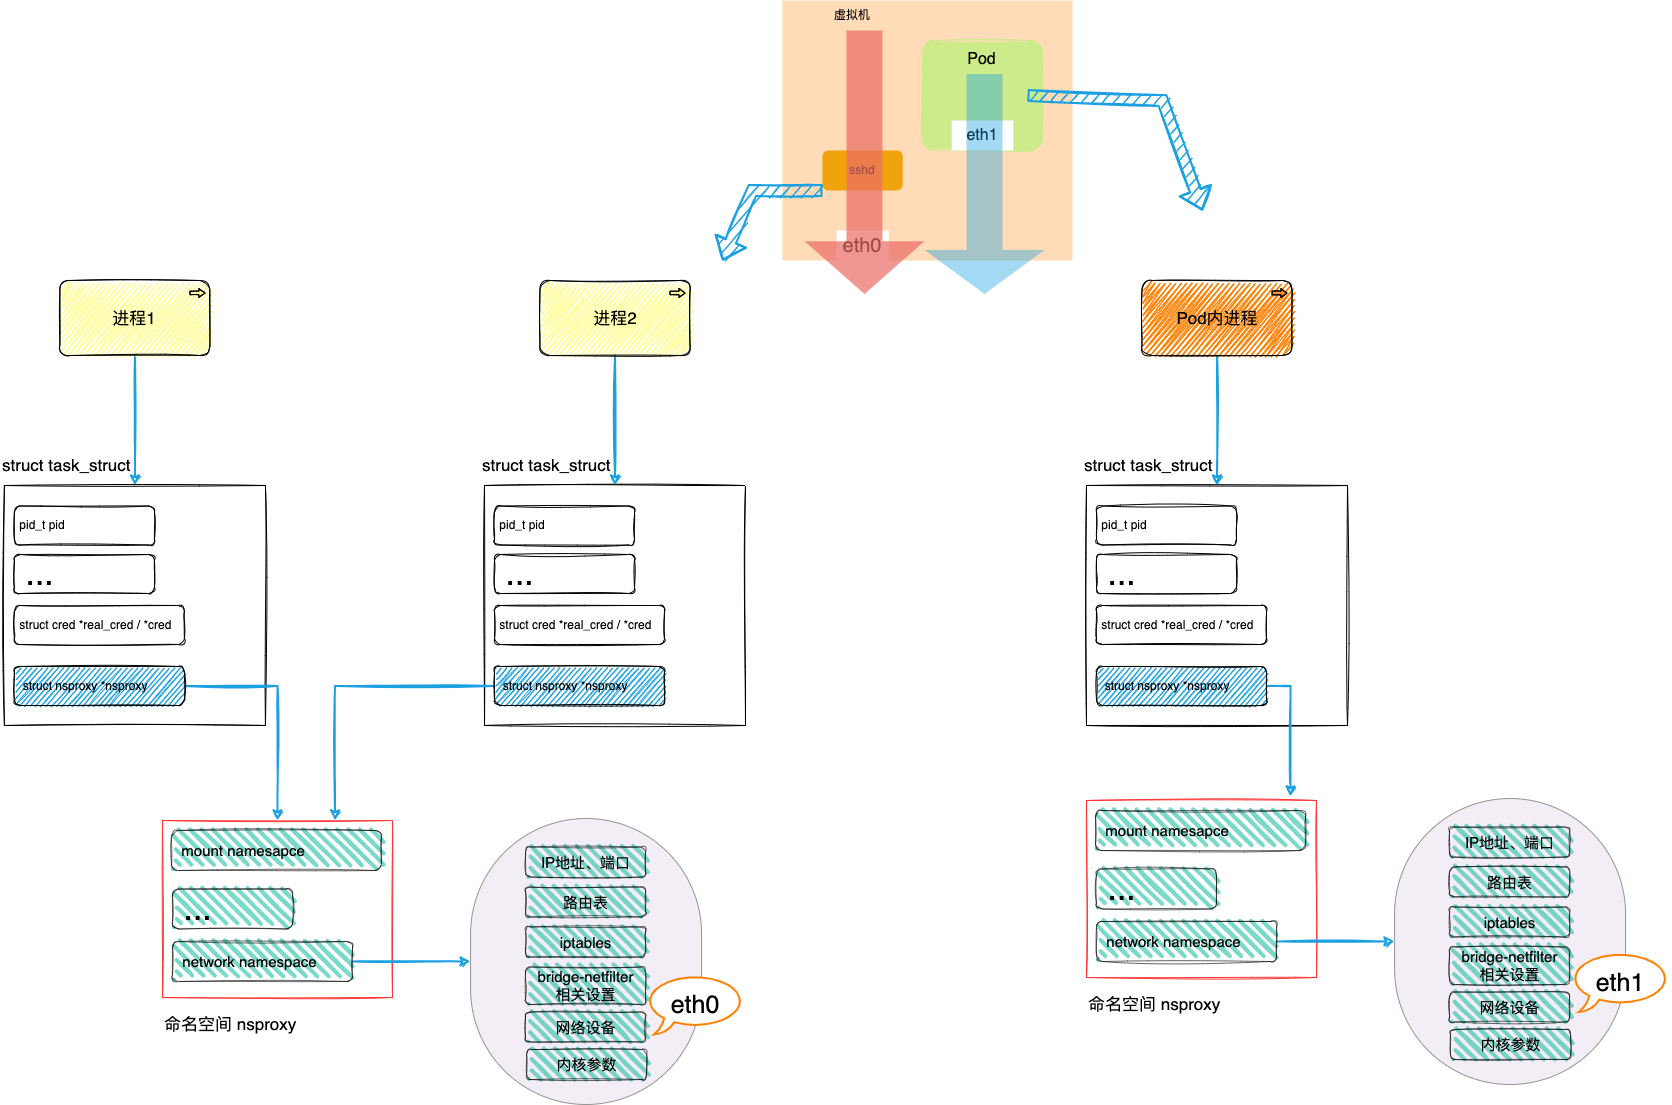 虚拟机
Pod
eth1
sshd
eth0
进程1
进程2
Pod内进程
struct task_struct
pid_t pid
...
struct cred *real_cred / *cred
struct nsproxy *nsproxy
struct task_struct
pid_t pid
...
struct cred *real_cred / *cred
struct nsproxy *nsproxy
struct task_struct
pid_t pid
...
struct cred *real_cred / *cred
struct nsproxy *nsproxy
mount namesapce
...
network namespace
命名空间 nsproxy
IP地址、端口
路由表
iptables
bridge-netfilter
相关设置
网络设备
内核参数
eth0
mount namesapce
...
network namespace
命名空间 nsproxy
IP地址、端口
路由表
iptables
bridge-netfilter
相关设置
网络设备
内核参数
eth1